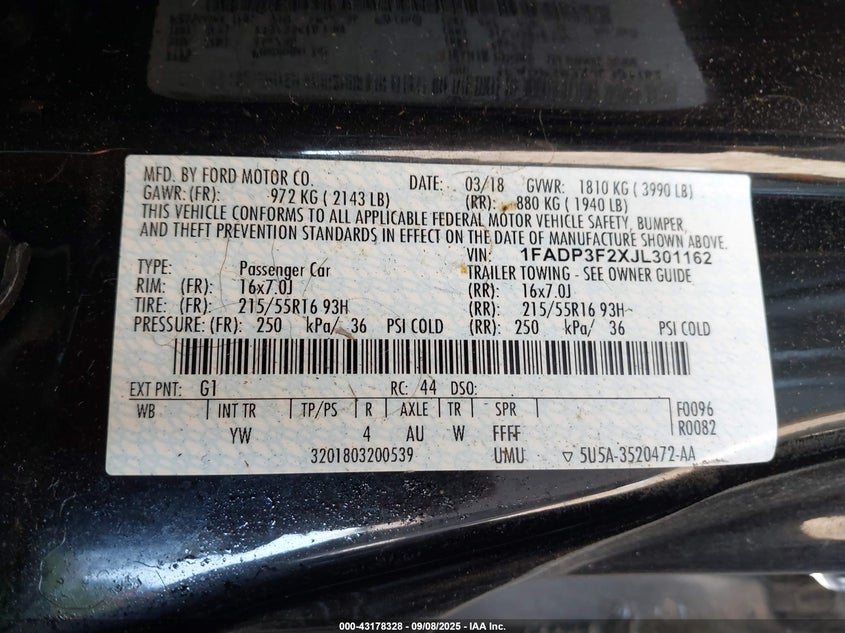 MFD. BY FORD MOTOR CO. DATE: 03/18 GVWR: 1810 KG ( 3990 LB)
GAWR: (FR): 972 KG ( 2143 LB) (RR): 880 KG ( 1940 LB)
THIS VEHICLE CONFORMS TO ALL APPLICABLE FEDERAL MOTOR VEHICLE SAFETY, BUMPER,
AND THEFT PREVENTION STANDARDS IN EFFECT ON THE DATE OF MANUFACTURE SHOWN ABOVE.
VIN: 1FADP3F2XJL301162
TYPE: Passenger Car TRAILER TOWING - SEE OWNER GUIDE
RIM: (FR): 16x7.0J (RR): 16x7.0J
TIRE: (FR): 215/55R16 93H (RR): 215/55R16 93H
PRESSURE: (FR): 250 kPa/ 36 PSI COLD (RR): 250 kPa/ 36 PSI COLD
EXT PNT: G1 RC: 44 DSO:
WB INT TR TP/PS R AXLE TR SPR F0096
YW 4 AU W FFFF R0082
3201803200539 UMU ▽ 5U5A-3520472-AA
000-43178328 - 09/08/2025 - IAA Inc.